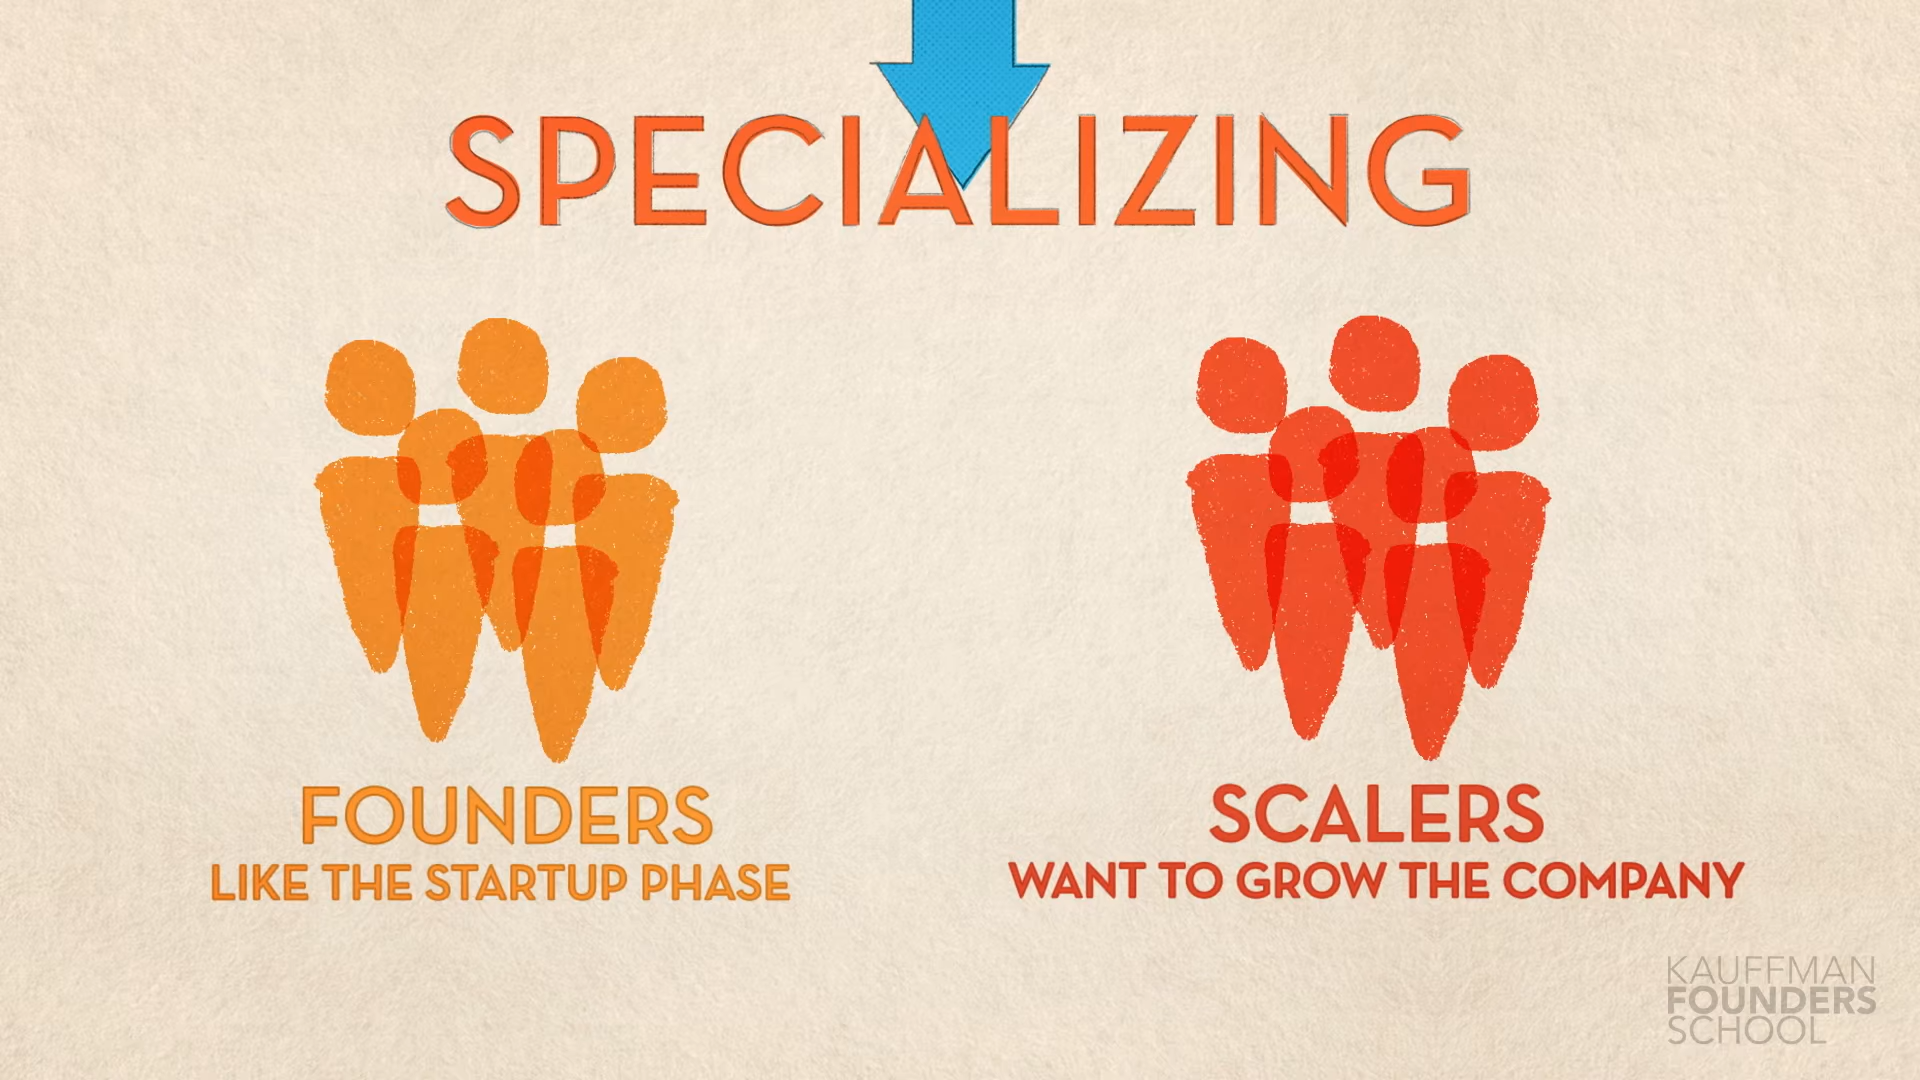 SPECIALIZING
FOUNDERS
LIKE THE STARTUP PHASE
SCALERS
WANT TO GROW THE COMPANY
KAUFFMAN
FOUNDERS
SCHOOL